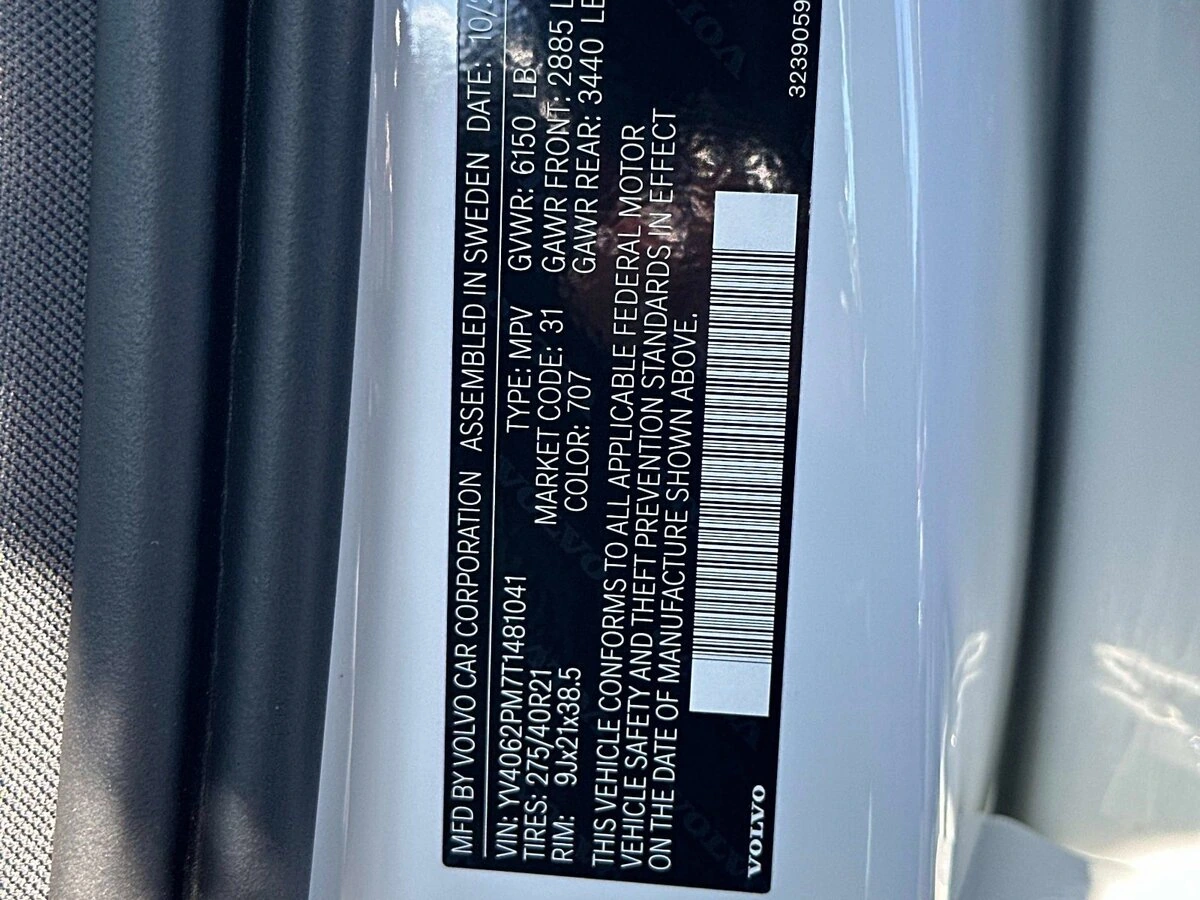 MFD BY VOLVO CAR CORPORATION ASSEMBLED IN SWEDEN DATE: 10/
VIN: YV4062PM7T1481041 TYPE: MPV GVWR: 6150 LB
TIRES: 275/40R21 MARKET CODE: 31 GAWR FRONT: 2885 L
RIM: 9Jx21x38.5 COLOR: 707 GAWR REAR: 3440 LB
THIS VEHICLE CONFORMS TO ALL APPLICABLE FEDERAL MOTOR
VEHICLE SAFETY AND THEFT PREVENTION STANDARDS IN EFFECT
ON THE DATE OF MANUFACTURE SHOWN ABOVE.
VOLVO 3239059